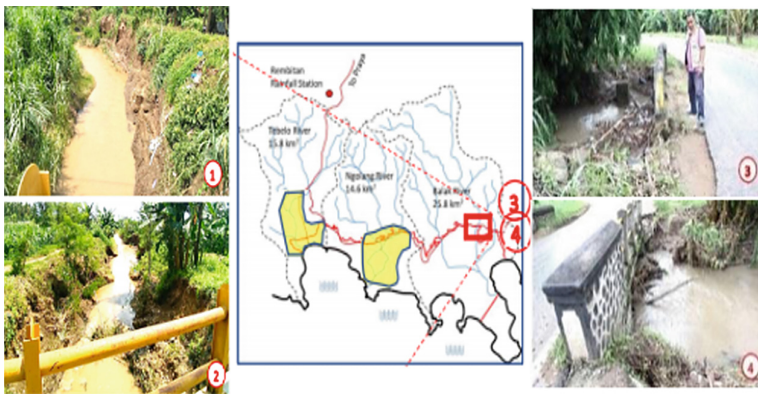 1
2
Rembitan
Rainfall Station
To Praya
Tebelo River
15.8 km²
Ngolang River
14.6 km²
Balak River
25.8 km²
3
4
3
4